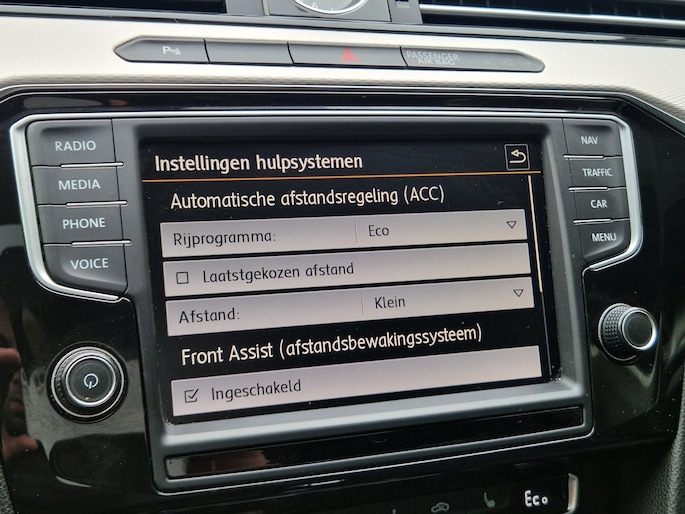 6
P
PASSENGER
AIR BAG
RADIO
MEDIA
PHONE
VOICE
Instellingen hulpsystemen
Automatische afstandsregeling (ACC)
Rijprogramma: Eco
Laatstgekozen afstand
Afstand: Klein
Front Assist (afstandsbewakingssysteem)
Ingeschakeld
NAV
TRAFFIC
CAR
MENU
Eco